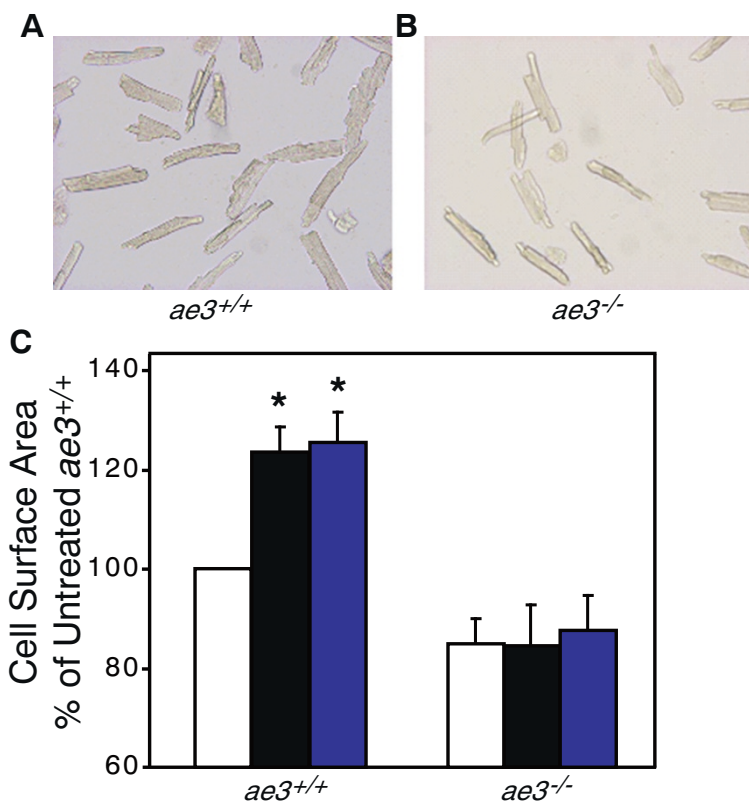 A
B
ae3+/+
ae3-/-
C
Cell Surface Area
% of Untreated ae3+/+
140
120
100
80
60
*
*
ae3+/+
ae3-/-